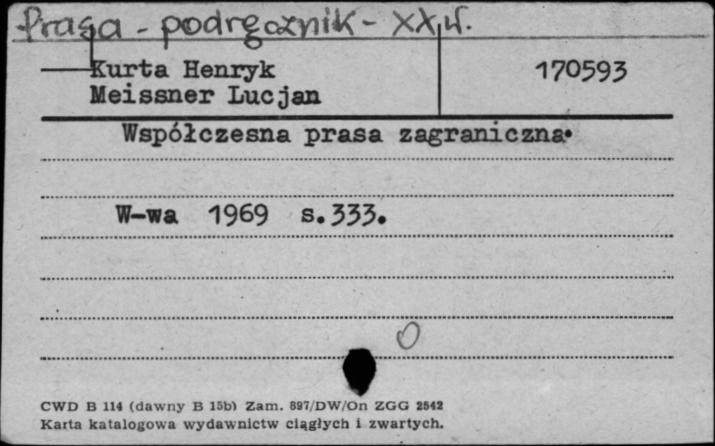 Prasa - podręcznik - XX w.
Kurta Henryk 170593
Meissner Lucjan
Współczesna prasa zagraniczna.
W-wa 1969 s.333.
0
CWD B 114 (dawny B 15b) Zam. 897/DW/On ZGG 2542
Karta katalogowa wydawnictw ciągłych i zwartych.